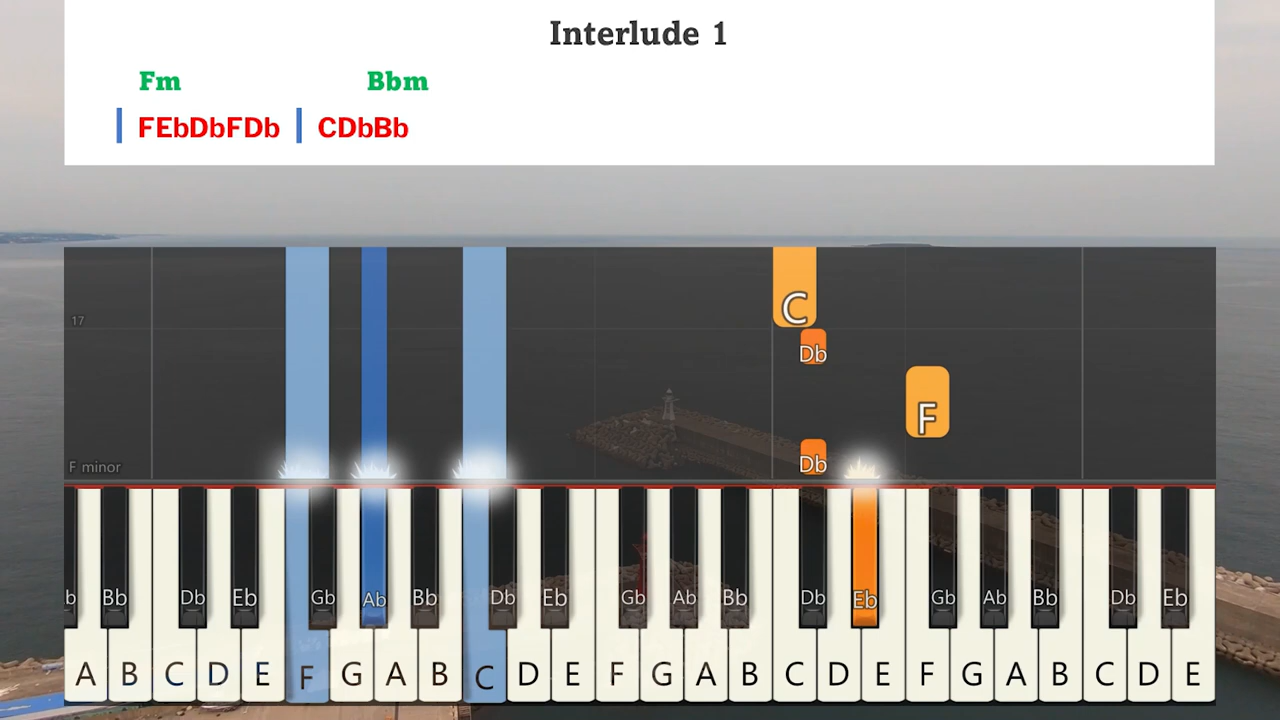 Interlude 1
Fm Bbm
| FEbDbFDb | CDbBb
C
17
Db
F
Db
F minor
b Bb Db Eb Gb Ab Bb Db Eb Gb Ab Bb Db Eb Gb Ab Bb Db Eb
A B C D E F G A B C D E F G A B C D E F G A B C D E